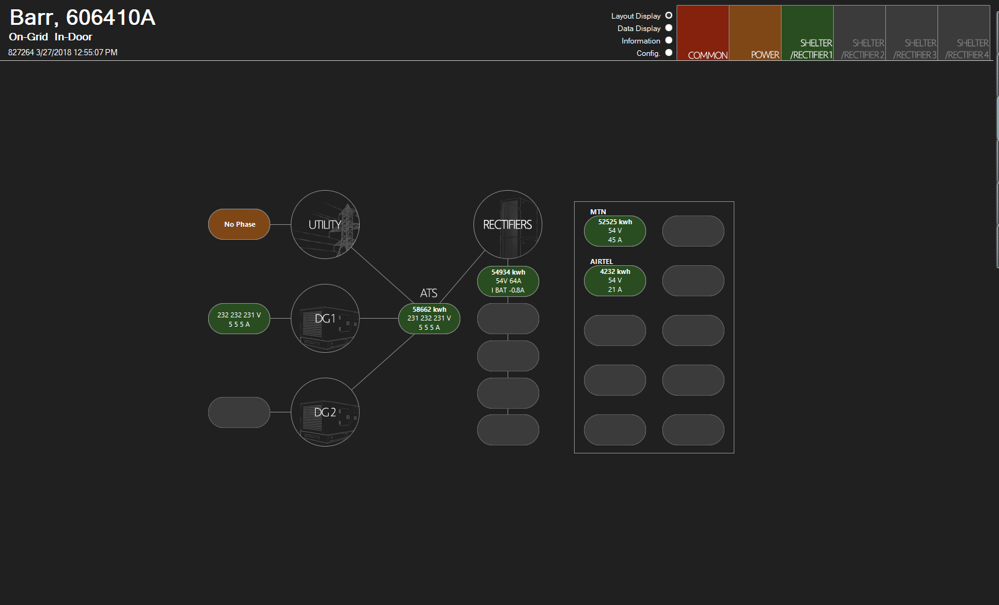 Barr, 606410A
On-Grid In-Door
827264 3/27/2018 12:55:07 PM
Layout Display
Data Display
Information
Config.
COMMON
POWER
SHELTER
/RECTIFIER1
SHELTER
/RECTIFIER2
SHELTER
/RECTIFIER3
SHELTER
/RECTIFIER4
No Phase
UTILITY
232 232 231 V
5 5 5 A
DG1
DG2
ATS
58662 kwh
231 232 231 V
5 5 5 A
RECTIFIERS
54934 kwh
54V 64A
I BAT -0.8A
MTN
52525 kwh
54 V
45 A
AIRTEL
4232 kwh
54 V
21 A